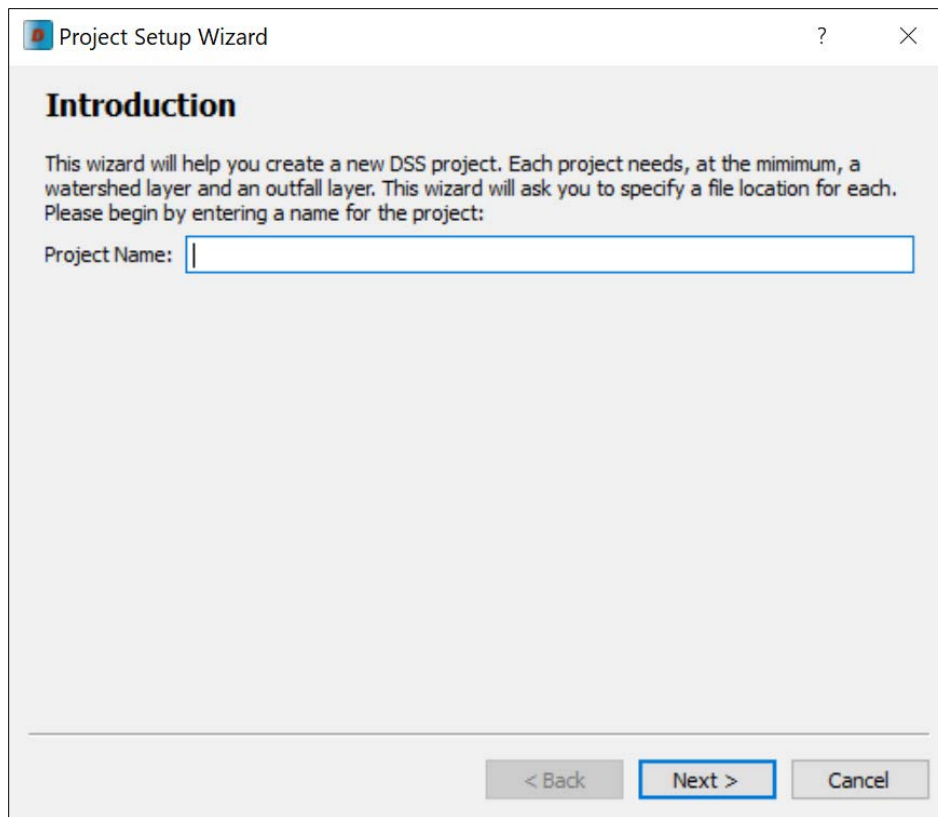 Project Setup Wizard ?
Introduction
This wizard will help you create a new DSS project. Each project needs, at the mimimum, a
watershed layer and an outfall layer. This wizard will ask you to specify a file location for each.
Please begin by entering a name for the project:
Project Name:
< Back Next > Cancel